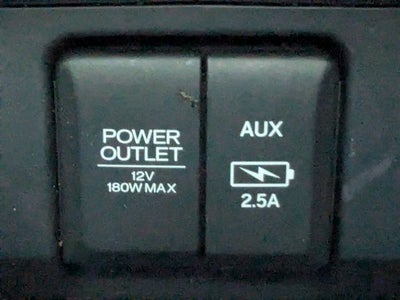 POWER
OUTLET
12V
180W MAX
AUX
2.5A